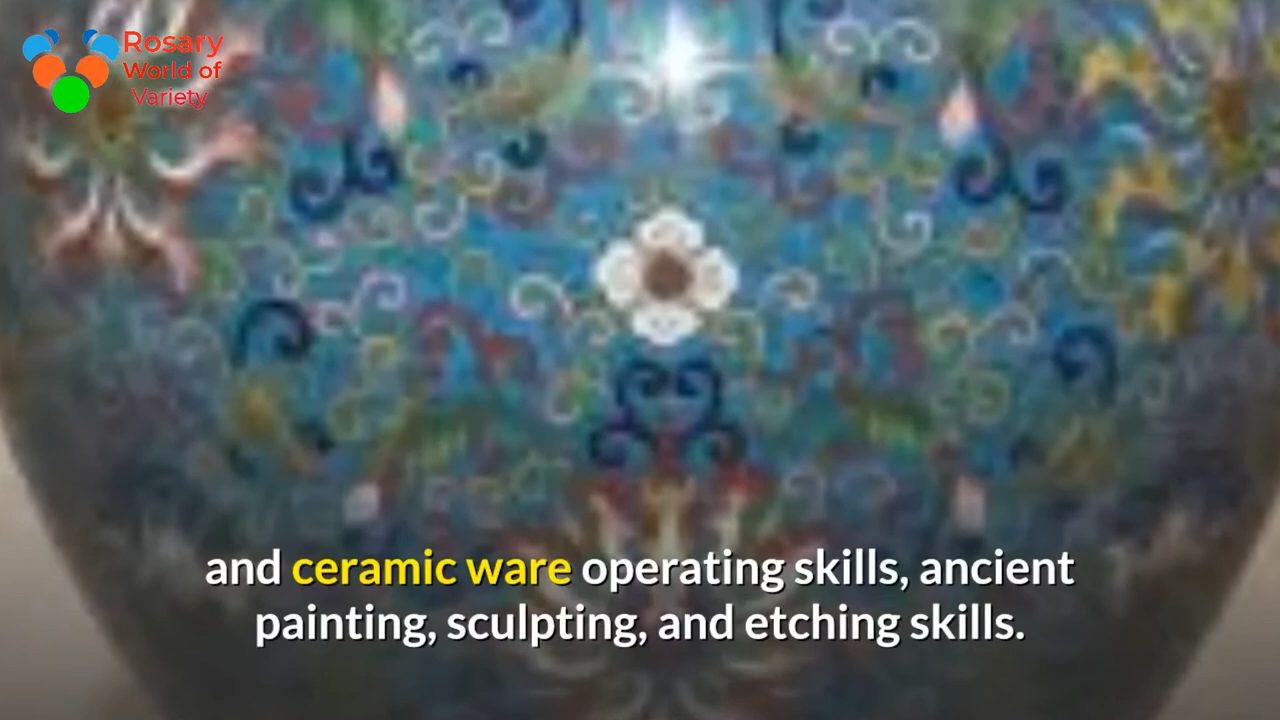 Rosary
World of
Variety
and ceramic ware operating skills, ancient
painting, sculpting, and etching skills.